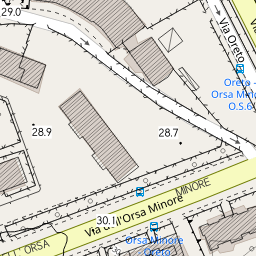 29.0
Via Oreto
Oreto -
Orsa Mino
O.S.6
28.9
28.7
MINORE
Via dell'Orsa Minore
30.1
ORSA
Orsa Minore
Oreto